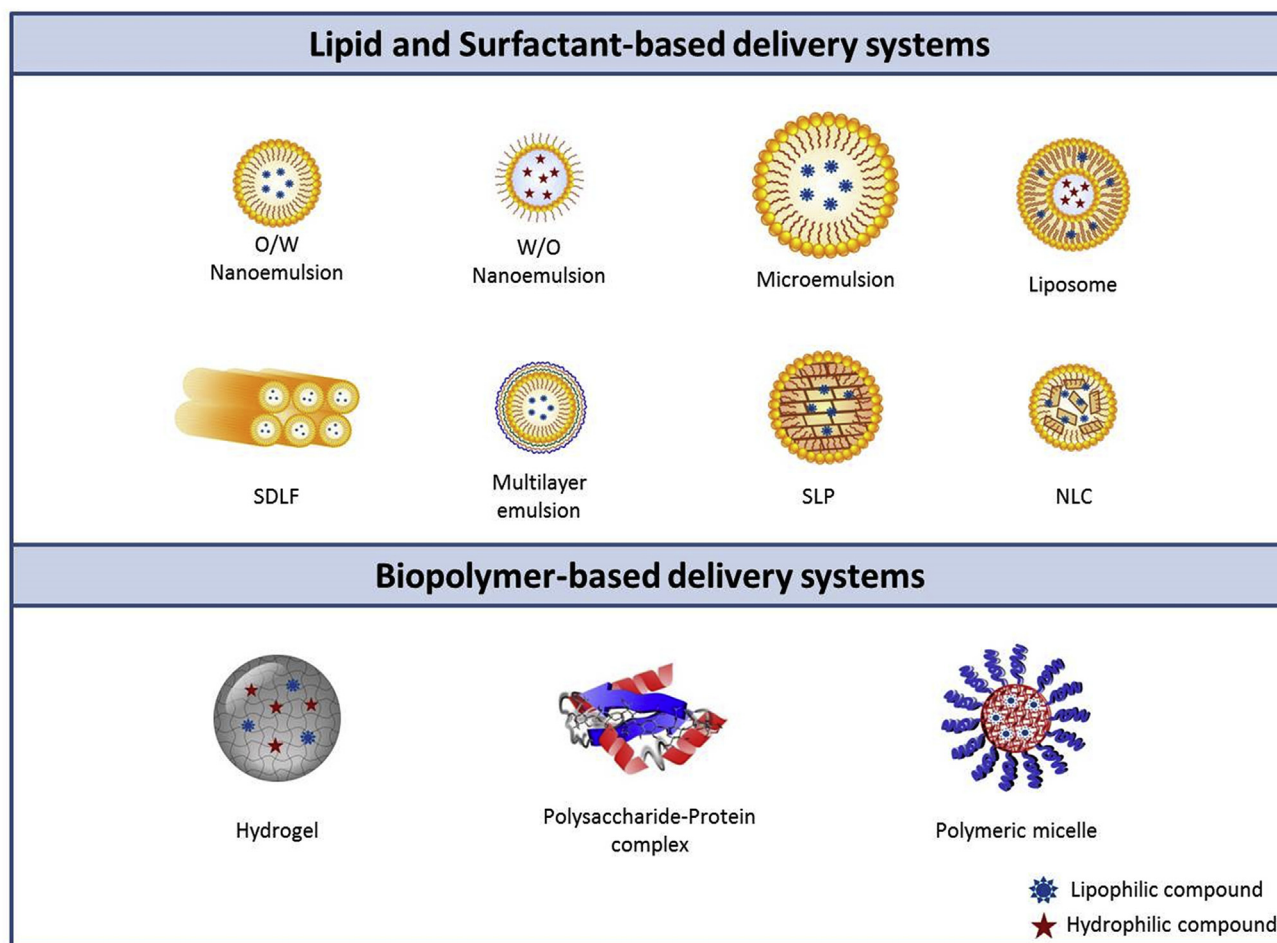 Lipid and Surfactant-based delivery systems
O/W
Nanoemulsion
W/O
Nanoemulsion
Microemulsion
Liposome
SDLF
Multilayer
emulsion
SLP
NLC
Biopolymer-based delivery systems
Hydrogel
Polysaccharide-Protein
complex
Polymeric micelle
Lipophilic compound
Hydrophilic compound